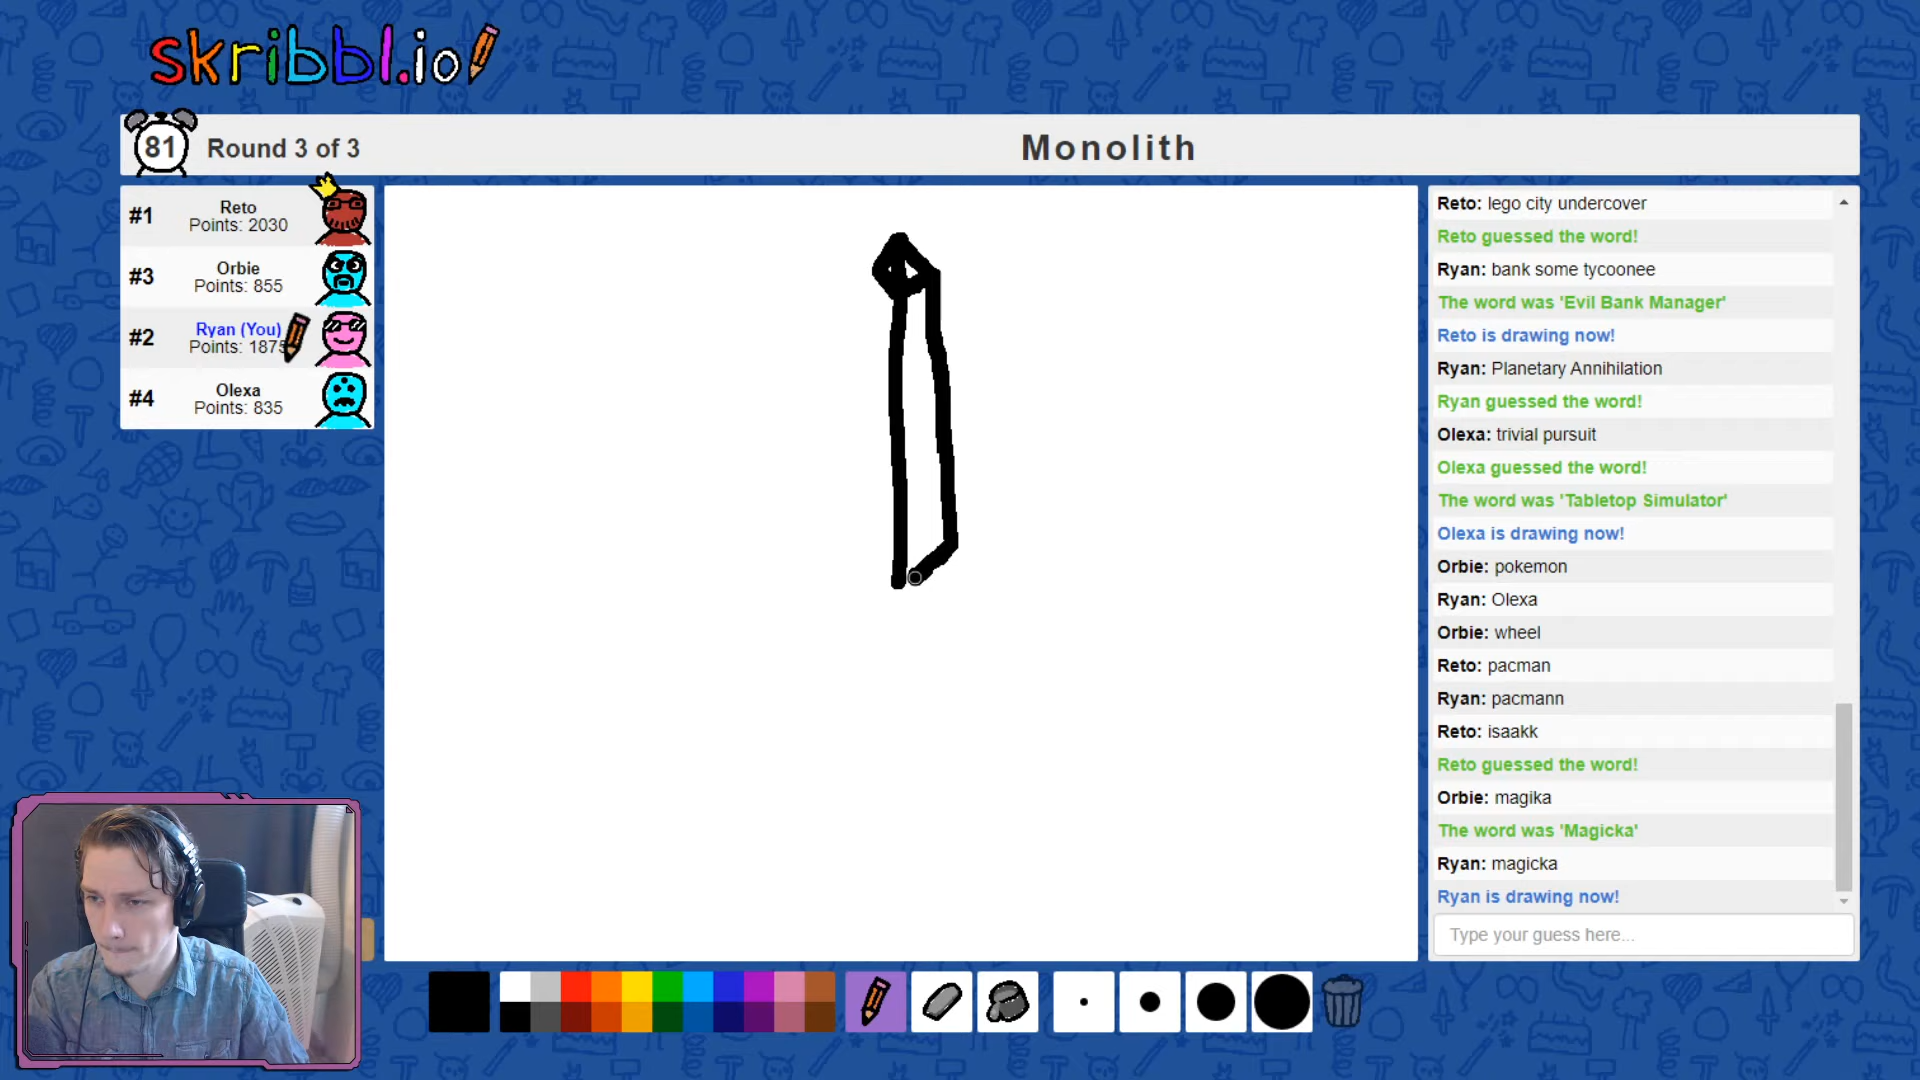 skribbl.io
81
Round 3 of 3
Monolith
#1
Reto
Points: 2030
#3
Orbie
Points: 855
#2
Ryan (You)
Points: 1875
#4
Olexa
Points: 835
Reto: lego city undercover
Reto guessed the word!
Ryan: bank some tycoonee
The word was 'Evil Bank Manager'
Reto is drawing now!
Ryan: Planetary Annihilation
Ryan guessed the word!
Olexa: trivial pursuit
Olexa guessed the word!
The word was 'Tabletop Simulator'
Olexa is drawing now!
Orbie: pokemon
Ryan: Olexa
Orbie: wheel
Reto: pacman
Ryan: pacmann
Reto: isaakk
Reto guessed the word!
Orbie: magika
The word was 'Magicka'
Ryan: magicka
Ryan is drawing now!
Type your guess here...